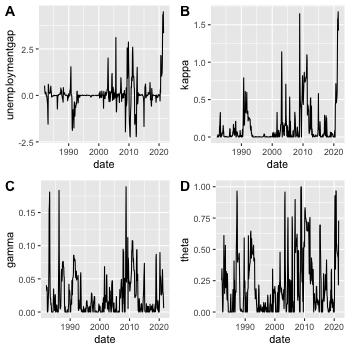 A
unemploymentgap
2.5
0.0
-2.5
1990
2000
2010
2020
date
B
kappa
1.5
1.0
0.5
0.0
1990
2000
2010
2020
date
C
gamma
0.15
0.10
0.05
0.00
1990
2000
2010
2020
date
D
theta
1.00
0.75
0.50
0.25
0.00
1990
2000
2010
2020
date